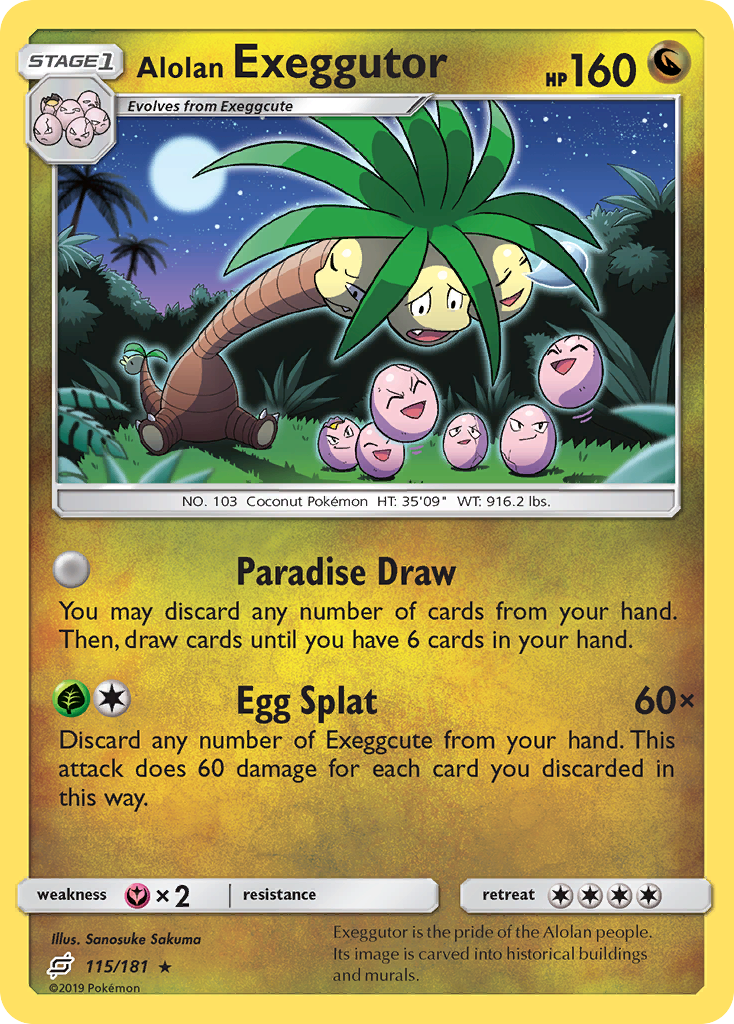 STAGE1
Alolan Exeggutor HP160
Evolves from Exeggcute
NO. 103 Coconut Pokémon HT: 35'09" WT: 916.2 lbs.
Paradise Draw
You may discard any number of cards from your hand.
Then, draw cards until you have 6 cards in your hand.
Egg Splat 60×
Discard any number of Exeggcute from your hand. This
attack does 60 damage for each card you discarded in
this way.
weakness ×2 resistance retreat
Illus. Sanosuke Sakuma
115/181 ★
©2019 Pokémon
Exeggutor is the pride of the Alolan people.
Its image is carved into historical buildings
and murals.